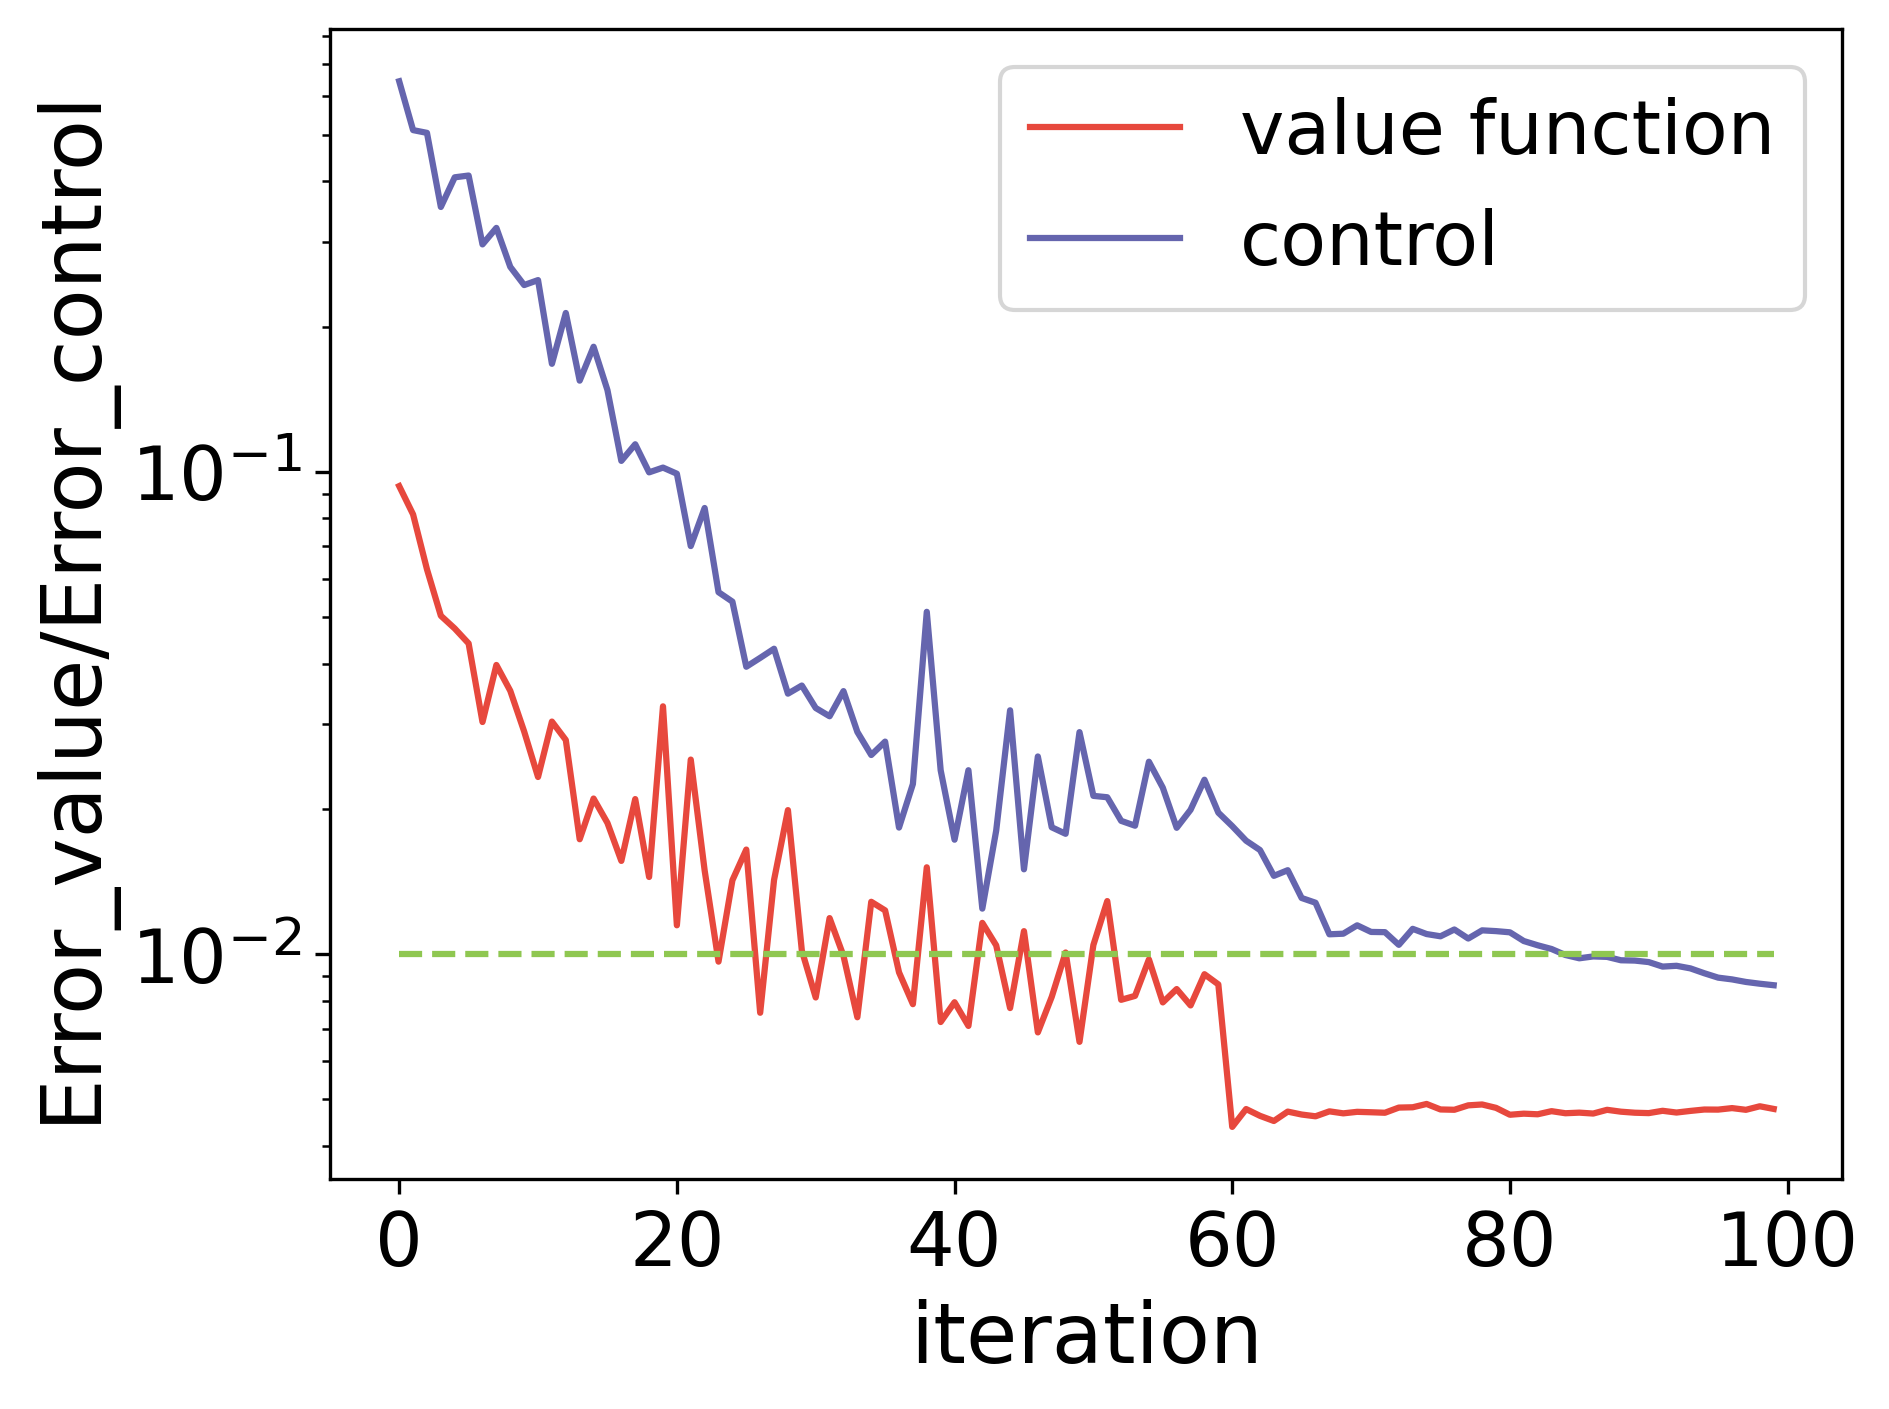 Error_value/Error_control
10⁻¹
10⁻²
value function
control
0 20 40 60 80 100
iteration